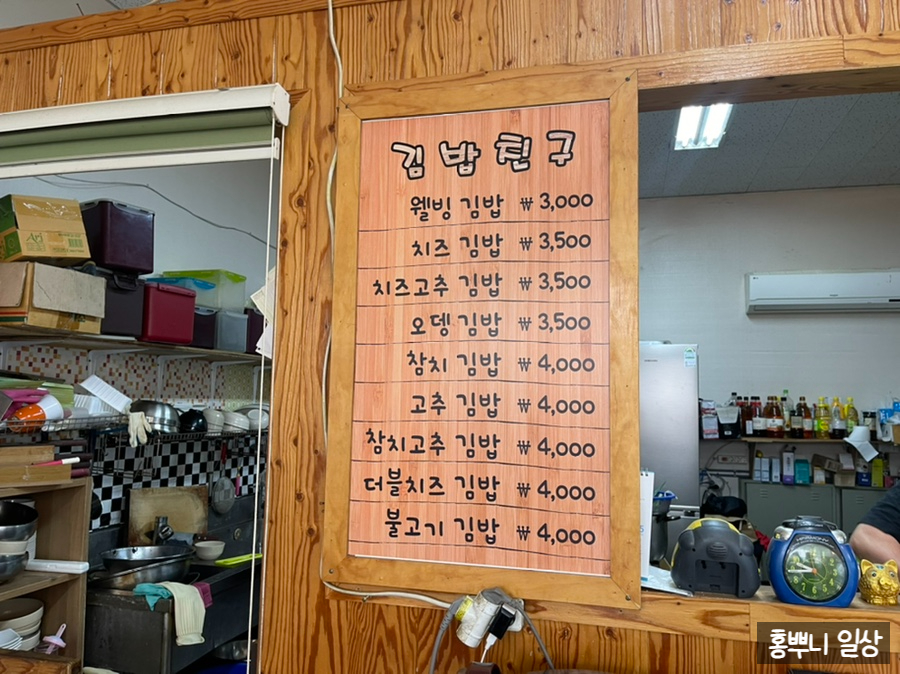 김밥친구
웰빙 김밥 ₩ 3,000
치즈 김밥 ₩ 3,500
치즈고추 김밥 ₩ 3,500
오뎅 김밥 ₩ 3,500
참치 김밥 ₩ 4,000
고추 김밥 ₩ 4,000
참치고추 김밥 ₩ 4,000
더블치즈 김밥 ₩ 4,000
불고기 김밥 ₩ 4,000
홍뿌니 일상